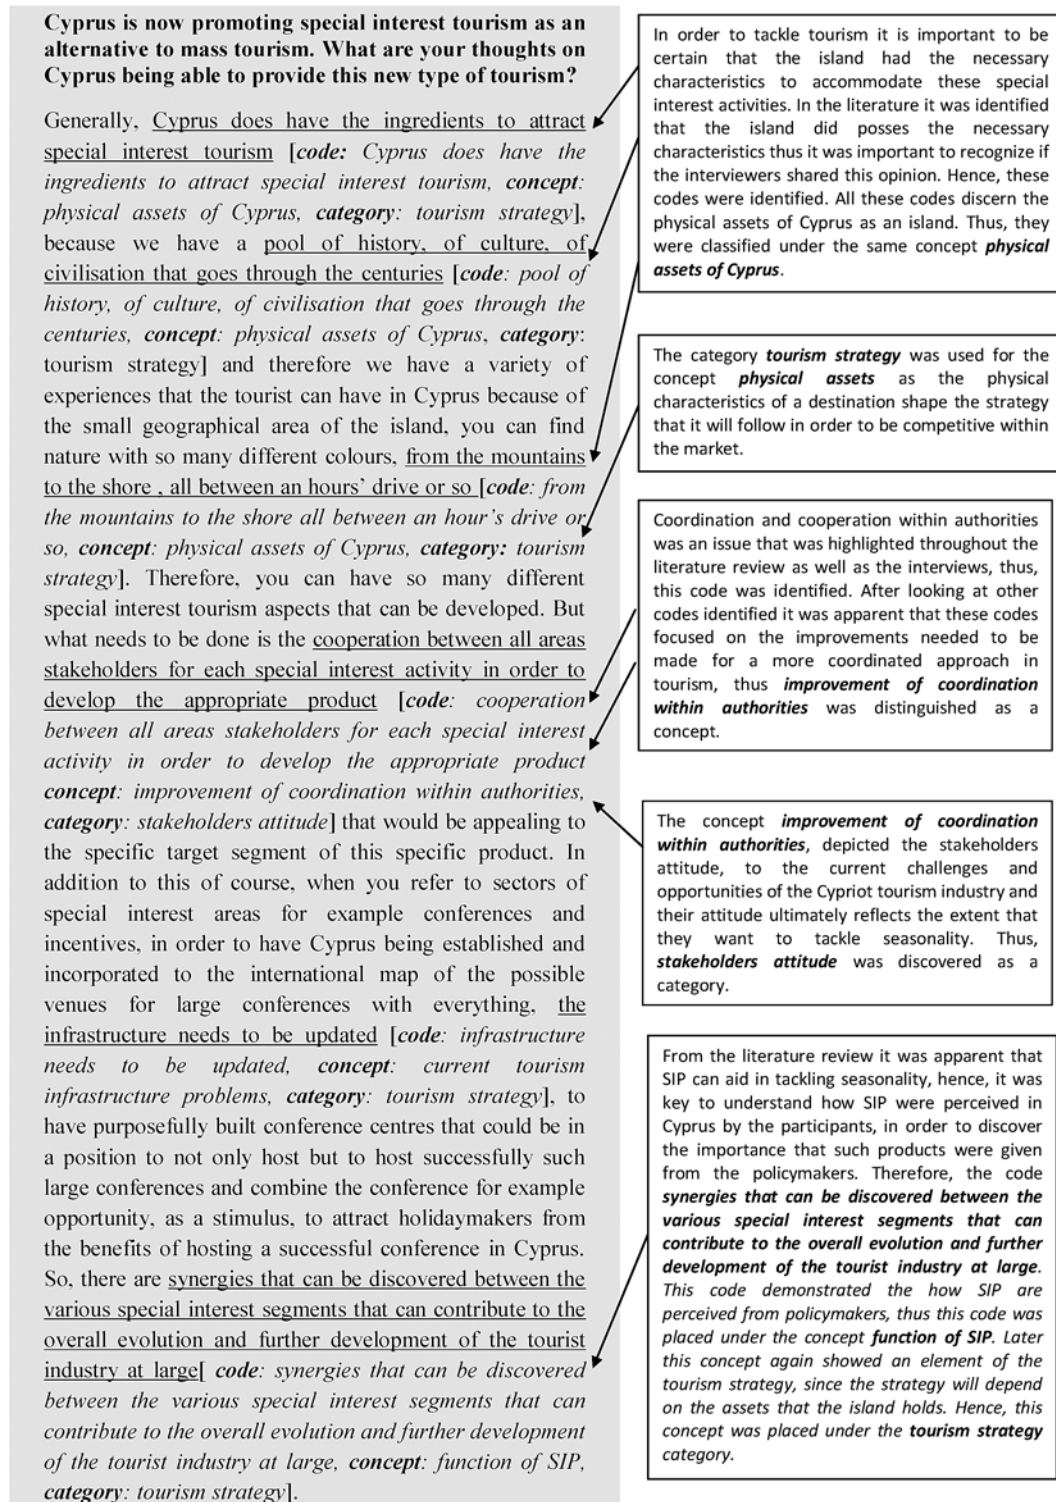 Cyprus is now promoting special interest tourism as an
alternative to mass tourism. What are your thoughts on
Cyprus being able to provide this new type of tourism?
Generally, Cyprus does have the ingredients to attract
special interest tourism [code: Cyprus does have the
ingredients to attract special interest tourism, concept:
physical assets of Cyprus, category: tourism strategy],
because we have a pool of history, of culture, of
civilisation that goes through the centuries [code: pool of
history, of culture, of civilisation that goes through the
centuries, concept: physical assets of Cyprus, category:
tourism strategy] and therefore we have a variety of
experiences that the tourist can have in Cyprus because of
the small geographical area of the island, you can find
nature with so many different colours, from the mountains
to the shore , all between an hours' drive or so [code: from
the mountains to the shore all between an hour's drive or
so, concept: physical assets of Cyprus, category: tourism
strategy]. Therefore, you can have so many different
special interest tourism aspects that can be developed. But
what needs to be done is the cooperation between all areas
stakeholders for each special interest activity in order to
develop the appropriate product [code: cooperation
between all areas stakeholders for each special interest
activity in order to develop the appropriate product
concept: improvement of coordination within authorities,
category: stakeholders attitude] that would be appealing to
the specific target segment of this specific product. In
addition to this of course, when you refer to sectors of
special interest areas for example conferences and
incentives, in order to have Cyprus being established and
incorporated to the international map of the possible
venues for large conferences with everything, the
infrastructure needs to be updated [code: infrastructure
needs to be updated, concept: current tourism
infrastructure problems, category: tourism strategy], to
have purposefully built conference centres that could be in
a position to not only host but to host successfully such
large conferences and combine the conference for example
opportunity, as a stimulus, to attract holidaymakers from
the benefits of hosting a successful conference in Cyprus.
So, there are synergies that can be discovered between the
various special interest segments that can contribute to the
overall evolution and further development of the tourist
industry at large[ code: synergies that can be discovered
between the various special interest segments that can
contribute to the overall evolution and further development
of the tourist industry at large, concept: function of SIP,
category: tourism strategy].
In order to tackle tourism it is important to be
certain that the island had the necessary
characteristics to accommodate these special
interest activities. In the literature it was identified
that the island did posses the necessary
characteristics thus it was important to recognize if
the interviewers shared this opinion. Hence, these
codes were identified. All these codes discern the
physical assets of Cyprus as an island. Thus, they
were classified under the same concept physical
assets of Cyprus.
The category tourism strategy was used for the
concept physical assets as the physical
characteristics of a destination shape the strategy
that it will follow in order to be competitive within
the market.
Coordination and cooperation within authorities
was an issue that was highlighted throughout the
literature review as well as the interviews, thus,
this code was identified. After looking at other
codes identified it was apparent that these codes
focused on the improvements needed to be
made for a more coordinated approach in
tourism, thus improvement of coordination
within authorities was distinguished as a
concept.
The concept improvement of coordination
within authorities, depicted the stakeholders
attitude, to the current challenges and
opportunities of the Cypriot tourism industry and
their attitude ultimately reflects the extent that
they want to tackle seasonality. Thus,
stakeholders attitude was discovered as a
category.
From the literature review it was apparent that
SIP can aid in tackling seasonality, hence, it was
key to understand how SIP were perceived in
Cyprus by the participants, in order to discover
the importance that such products were given
from the policymakers. Therefore, the code
synergies that can be discovered between the
various special interest segments that can
contribute to the overall evolution and further
development of the tourist industry at large.
This code demonstrated the how SIP are
perceived from policymakers, thus this code was
placed under the concept function of SIP. Later
this concept again showed an element of the
tourism strategy, since the strategy will depend
on the assets that the island holds. Hence, this
concept was placed under the tourism strategy
category.